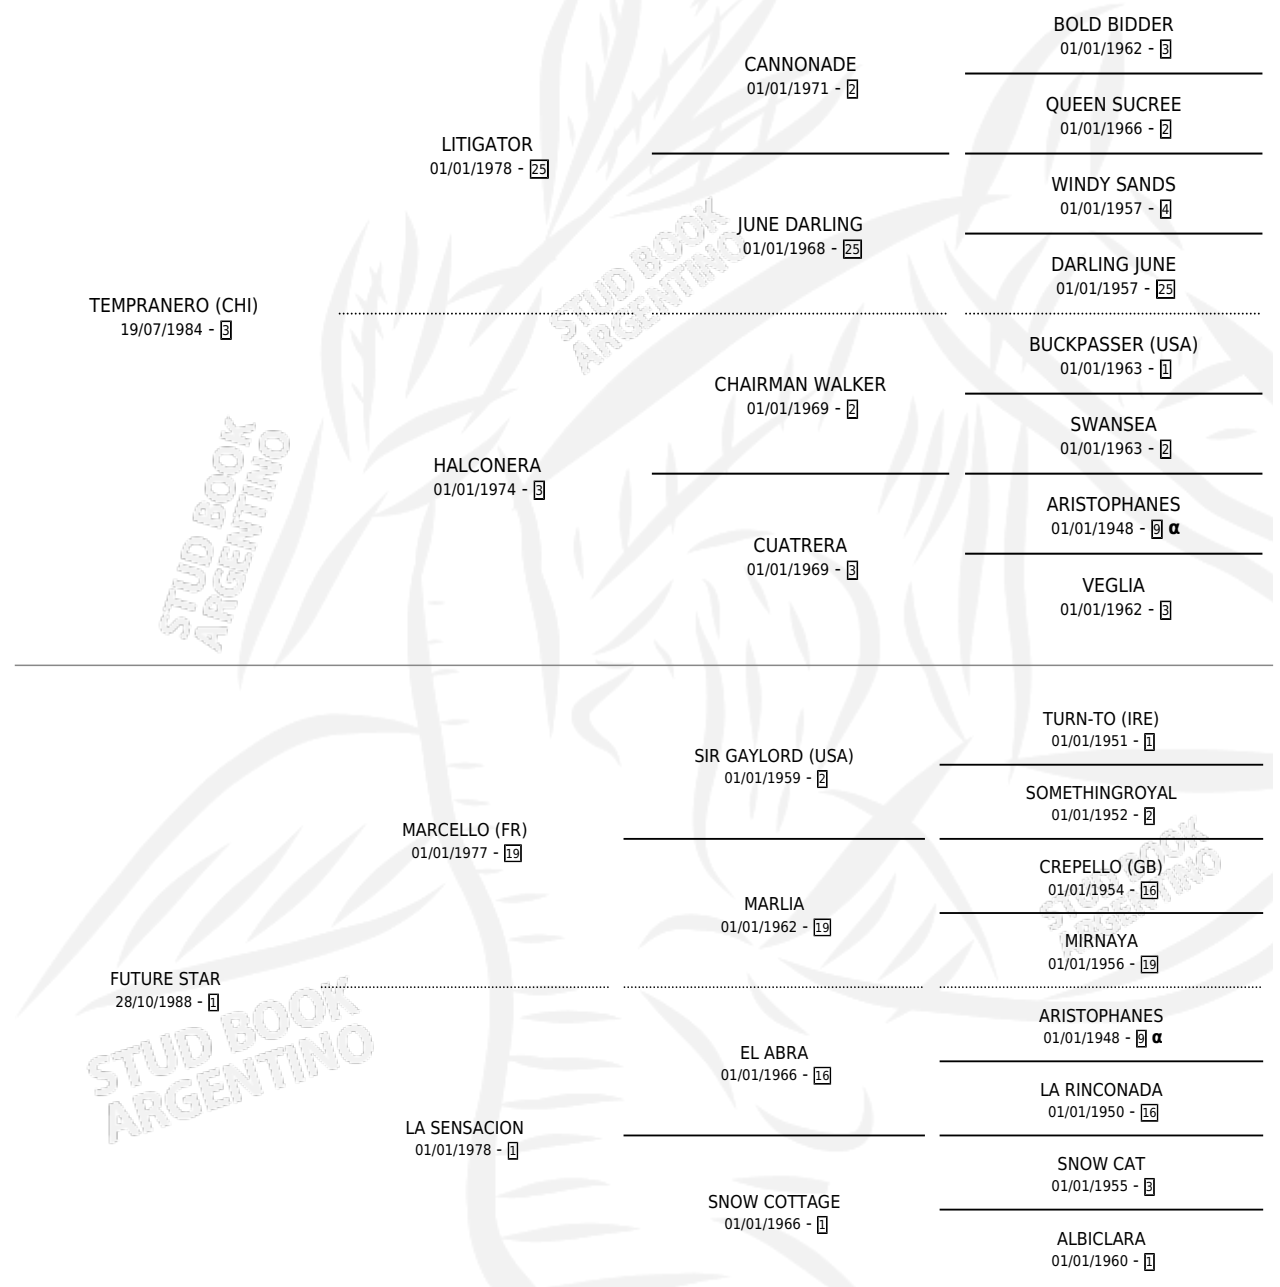 BOLD BIDDER
01/01/1962 - 3
CANNONADE
01/01/1971 - 2
QUEEN SUCREE
01/01/1966 - 2
LITIGATOR
01/01/1978 - 25
WINDY SANDS
01/01/1957 - 4
JUNE DARLING
01/01/1968 - 25
DARLING JUNE
01/01/1957 - 25
TEMPRANERO (CHI)
19/07/1984 - 3
BUCKPASSER (USA)
01/01/1963 - 1
CHAIRMAN WALKER
01/01/1969 - 2
SWANSEA
01/01/1963 - 2
HALCONERA
01/01/1974 - 3
ARISTOPHANES
01/01/1948 - 9 α
CUATRERA
01/01/1969 - 3
VEGLIA
01/01/1962 - 3
TURN-TO (IRE)
01/01/1951 - 1
SIR GAYLORD (USA)
01/01/1959 - 2
SOMETHINGROYAL
01/01/1952 - 2
MARCELLO (FR)
01/01/1977 - 19
CREPELLO (GB)
01/01/1954 - 16
MARLIA
01/01/1962 - 19
MIRNAYA
01/01/1956 - 19
FUTURE STAR
28/10/1988 - 1
ARISTOPHANES
01/01/1948 - 9 α
EL ABRA
01/01/1966 - 16
LA RINCONADA
01/01/1950 - 16
LA SENSACION
01/01/1978 - 1
SNOW CAT
01/01/1955 - 3
SNOW COTTAGE
01/01/1966 - 1
ALBICLARA
01/01/1960 - 1
STUD BOOK
ARGENTINO
STUD BOOK
ARGENTINO
STUD BOOK
ARGENTINO
STUD BOOK
ARGENTINO